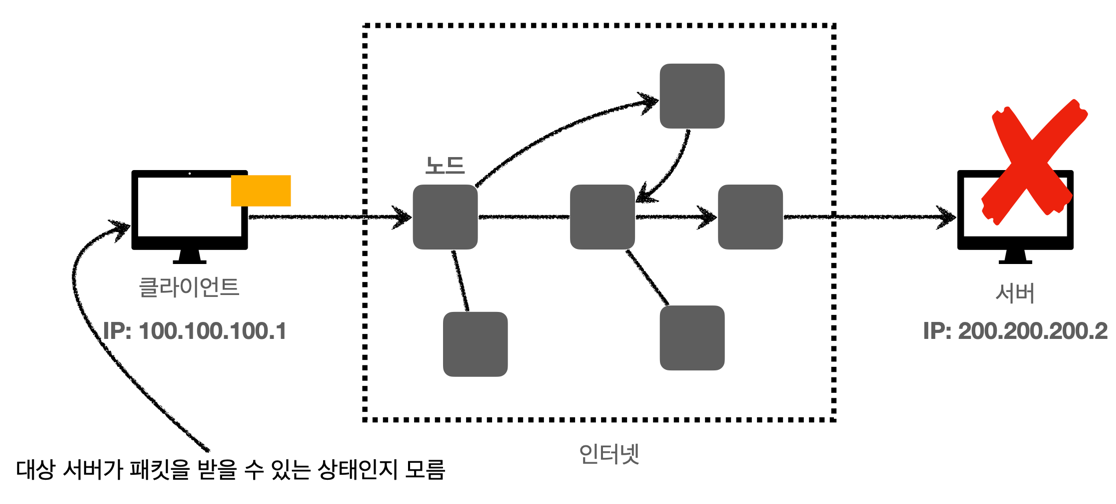 노드
클라이언트
IP: 100.100.100.1
서버
IP: 200.200.200.2
인터넷
대상 서버가 패킷을 받을 수 있는 상태인지 모름